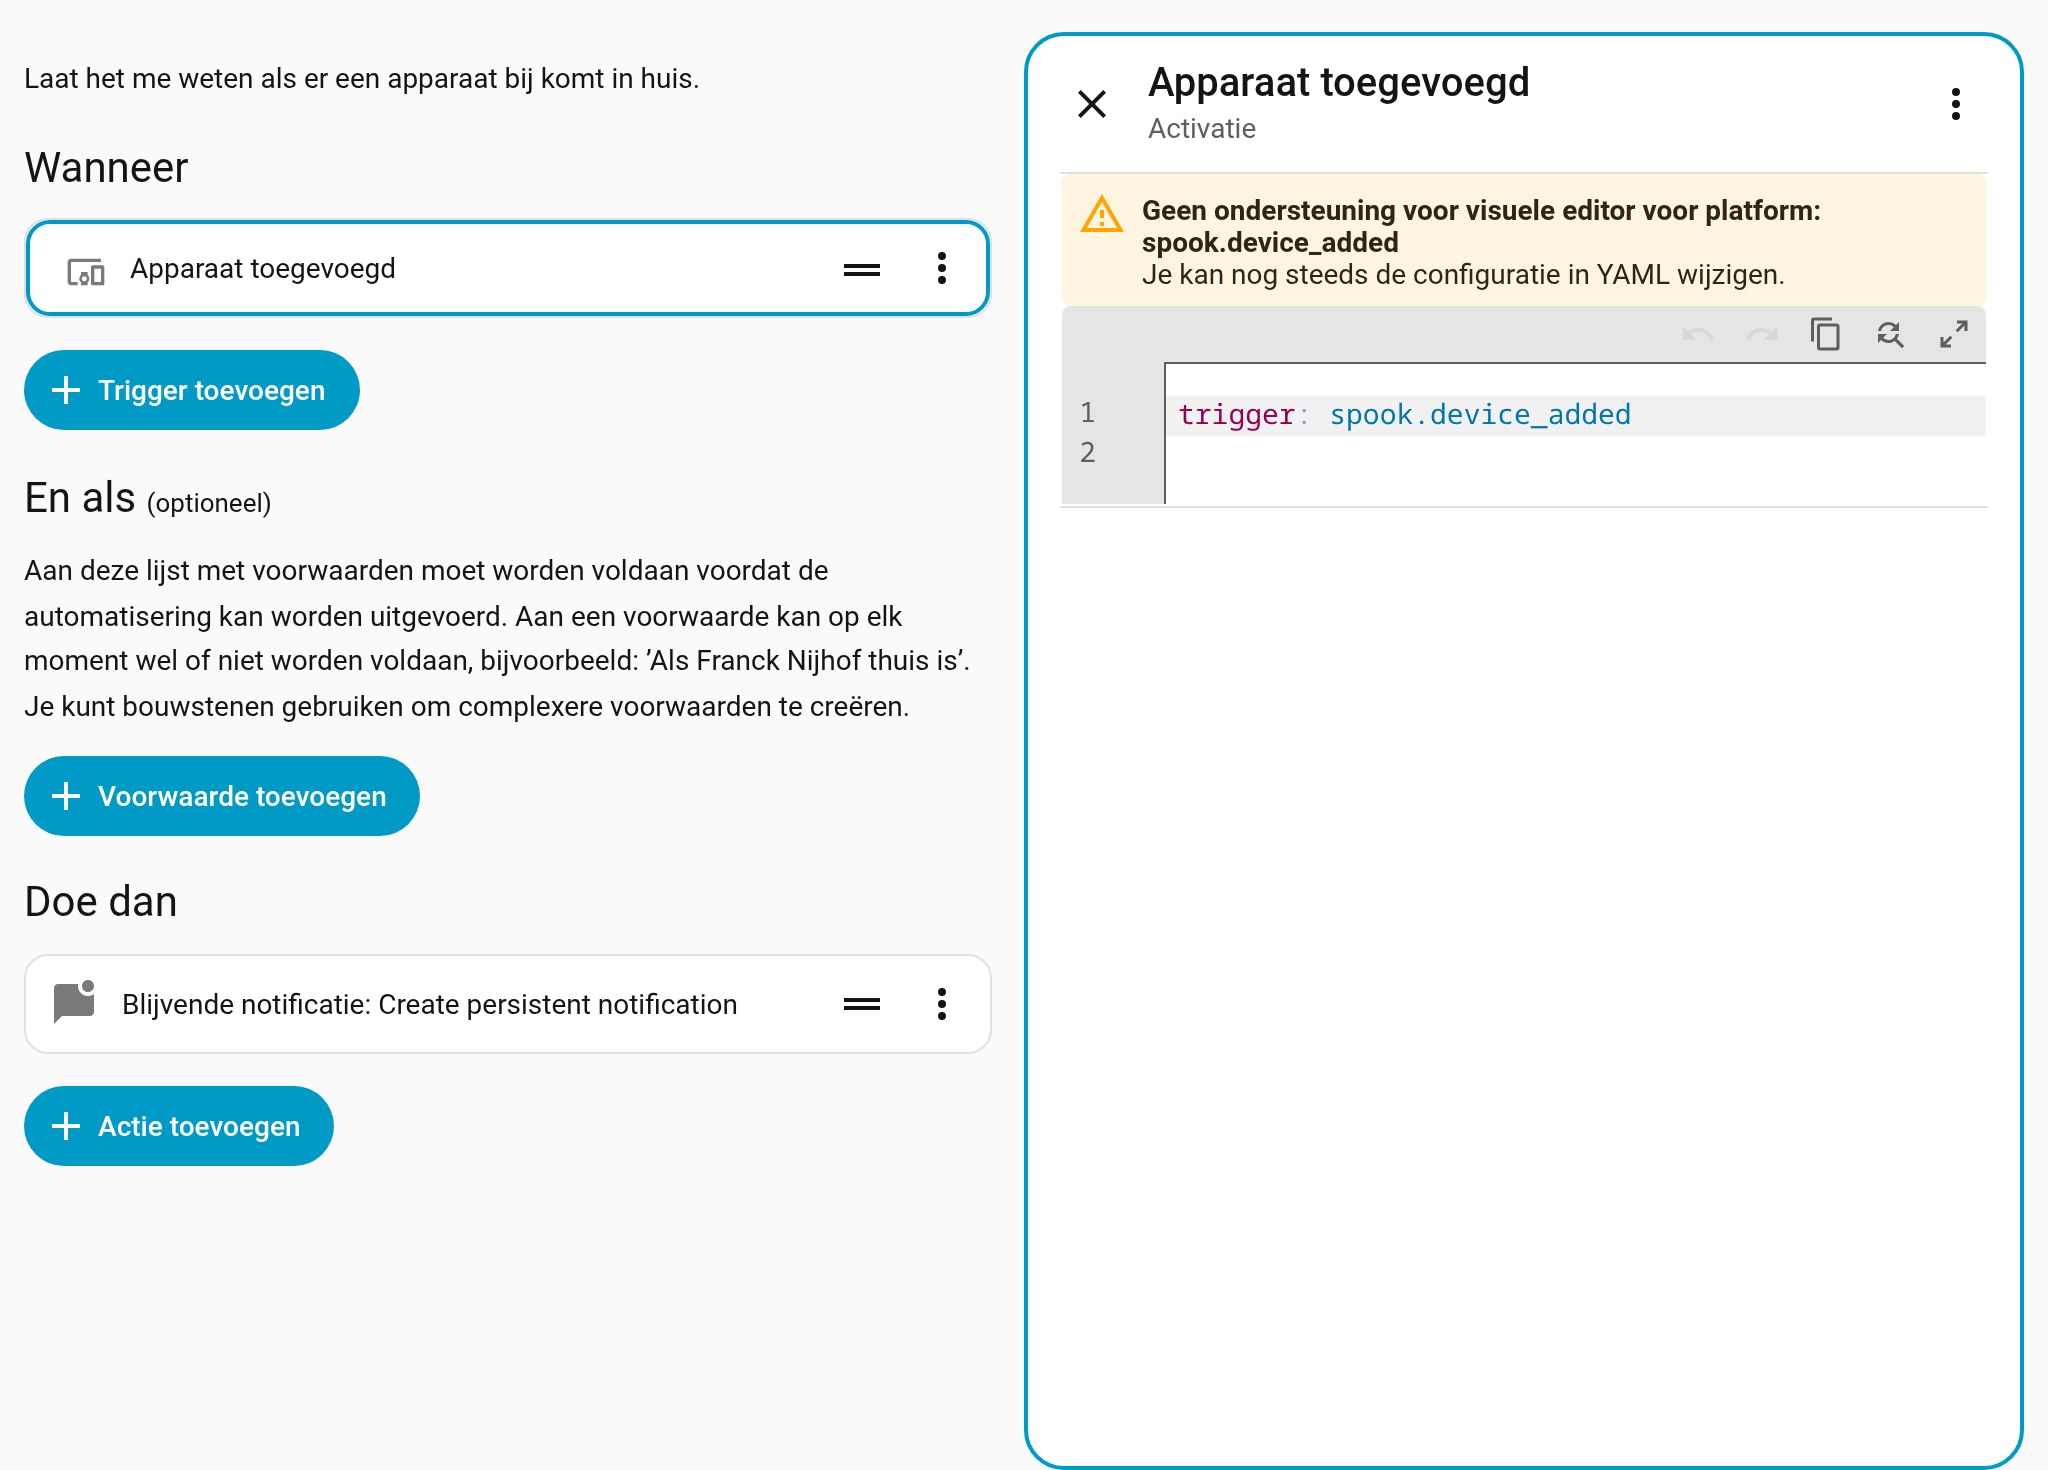 Laat het me weten als er een apparaat bij komt in huis.
Wanneer
Apparaat toegevoegd
Trigger toevoegen
En als (optioneel)
Aan deze lijst met voorwaarden moet worden voldaan voordat de
automatisering kan worden uitgevoerd. Aan een voorwaarde kan op elk
moment wel of niet worden voldaan, bijvoorbeeld: ’Als Franck Nijhof thuis is’.
Je kunt bouwstenen gebruiken om complexere voorwaarden te creëren.
Voorwaarde toevoegen
Doe dan
Blijvende notificatie: Create persistent notification
Actie toevoegen
Apparaat toegevoegd
Activatie
Geen ondersteuning voor visuele editor voor platform:
spook.device_added
Je kan nog steeds de configuratie in YAML wijzigen.
1 trigger: spook.device_added
2